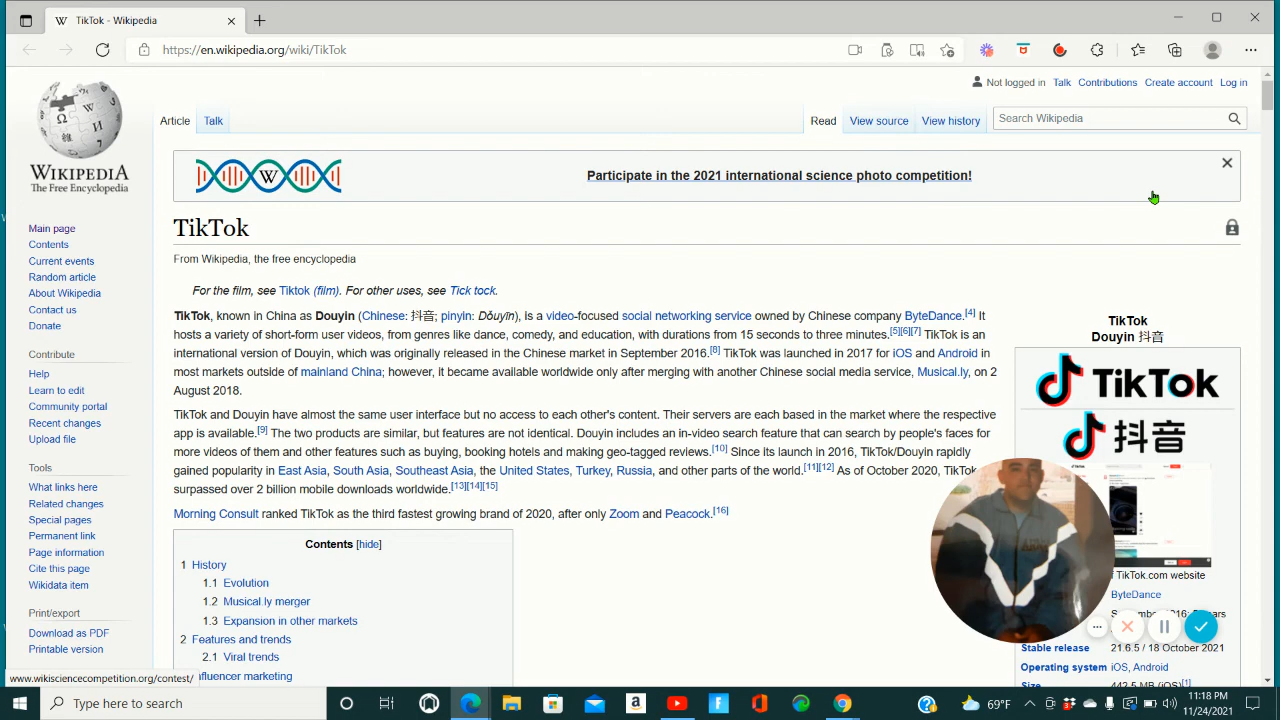 TikTok - Wikipedia
https://en.wikipedia.org/wiki/TikTok
Not logged in Talk Contributions Create account Log in
Article Talk Read View source View history Search Wikipedia
WIKIPEDIA
The Free Encyclopedia
Participate in the 2021 international science photo competition!
Main page
Contents
Current events
Random article
About Wikipedia
Contact us
Donate
Contribute
Help
Learn to edit
Community portal
Recent changes
Upload file
Tools
What links here
Related changes
Special pages
Permanent link
Page information
Cite this page
Wikidata item
Print/export
Download as PDF
Printable version
TikTok
From Wikipedia, the free encyclopedia
For the film, see Tiktok (film). For other uses, see Tick tock.
TikTok, known in China as Douyin (Chinese: 抖音; pinyin: Dǒuyīn), is a video-focused social networking service owned by Chinese company ByteDance.[4] It
hosts a variety of short-form user videos, from genres like dance, comedy, and education, with durations from 15 seconds to three minutes.[5][6][7] TikTok is an
international version of Douyin, which was originally released in the Chinese market in September 2016.[8] TikTok was launched in 2017 for iOS and Android in
most markets outside of mainland China; however, it became available worldwide only after merging with another Chinese social media service, Musical.ly, on 2
August 2018.
TikTok and Douyin have almost the same user interface but no access to each other's content. Their servers are each based in the market where the respective
app is available.[9] The two products are similar, but features are not identical. Douyin includes an in-video search feature that can search by people's faces for
more videos of them and other features such as buying, booking hotels and making geo-tagged reviews.[10] Since its launch in 2016, TikTok/Douyin rapidly
gained popularity in East Asia, South Asia, Southeast Asia, the United States, Turkey, Russia, and other parts of the world.[11][12] As of October 2020, TikTok
surpassed over 2 billion mobile downloads worldwide.[13][14][15]
Morning Consult ranked TikTok as the third fastest growing brand of 2020, after only Zoom and Peacock.[16]
Contents [hide]
1 History
1.1 Evolution
1.2 Musical.ly merger
1.3 Expansion in other markets
2 Features and trends
2.1 Viral trends
nfluencer marketing
TikTok
Douyin 抖音
TikTok
抖音
TikTok.com website
ByteDance
Stable release 21.6.5 / 18 October 2021
Operating system iOS, Android
Size 442.5 MB (iOS)[1]
www.wikisciencecompetition.org/contest/
Type here to search
69°F
11:18 PM
11/24/2021